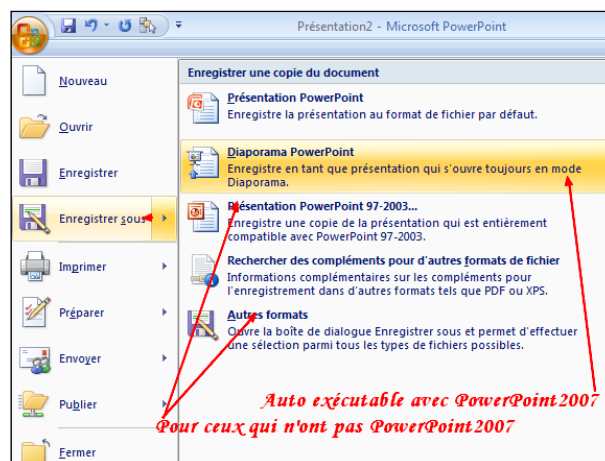 Présentation2 - Microsoft PowerPoint
Nouveau
Ouvrir
Enregistrer
Enregistrer sous
Imprimer
Préparer
Envoyer
Publier
Fermer
Enregistrer une copie du document
Présentation PowerPoint
Enregistre la présentation au format de fichier par défaut.
Diaporama PowerPoint
Enregistre en tant que présentation qui s'ouvre toujours en mode
Diaporama.
Présentation PowerPoint 97-2003...
Enregistre une copie de la présentation qui est entièrement
compatible avec PowerPoint 97-2003.
Rechercher des compléments pour d'autres formats de fichier
Informations complémentaires sur les compléments pour
l'enregistrement dans d'autres formats tels que PDF ou XPS.
Autres formats
Ouvre la boîte de dialogue Enregistrer sous et permet d'effectuer
une sélection parmi tous les types de fichiers possibles.
Auto exécutable avec PowerPoint2007
Pour ceux qui n'ont pas PowerPoint2007